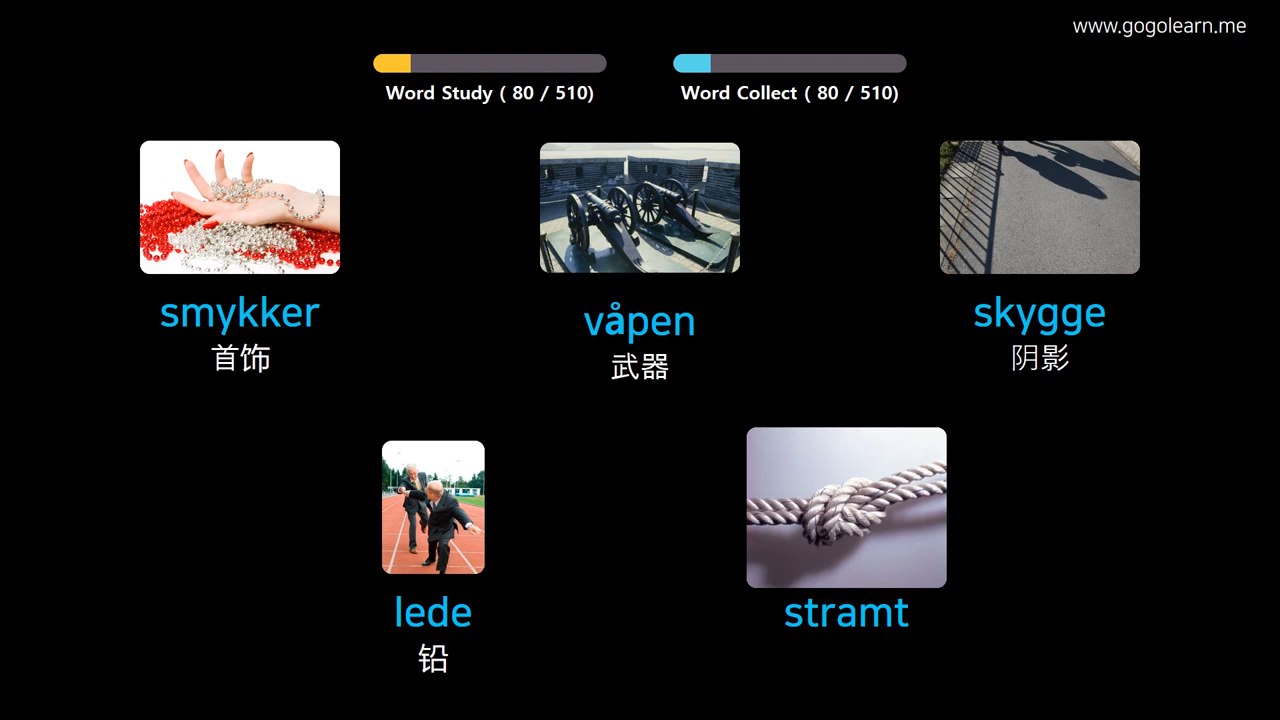 www.gogolearn.me
Word Study ( 80 / 510)
Word Collect ( 80 / 510)
smykker
首饰
våpen
武器
skygge
阴影
lede
铅
stramt